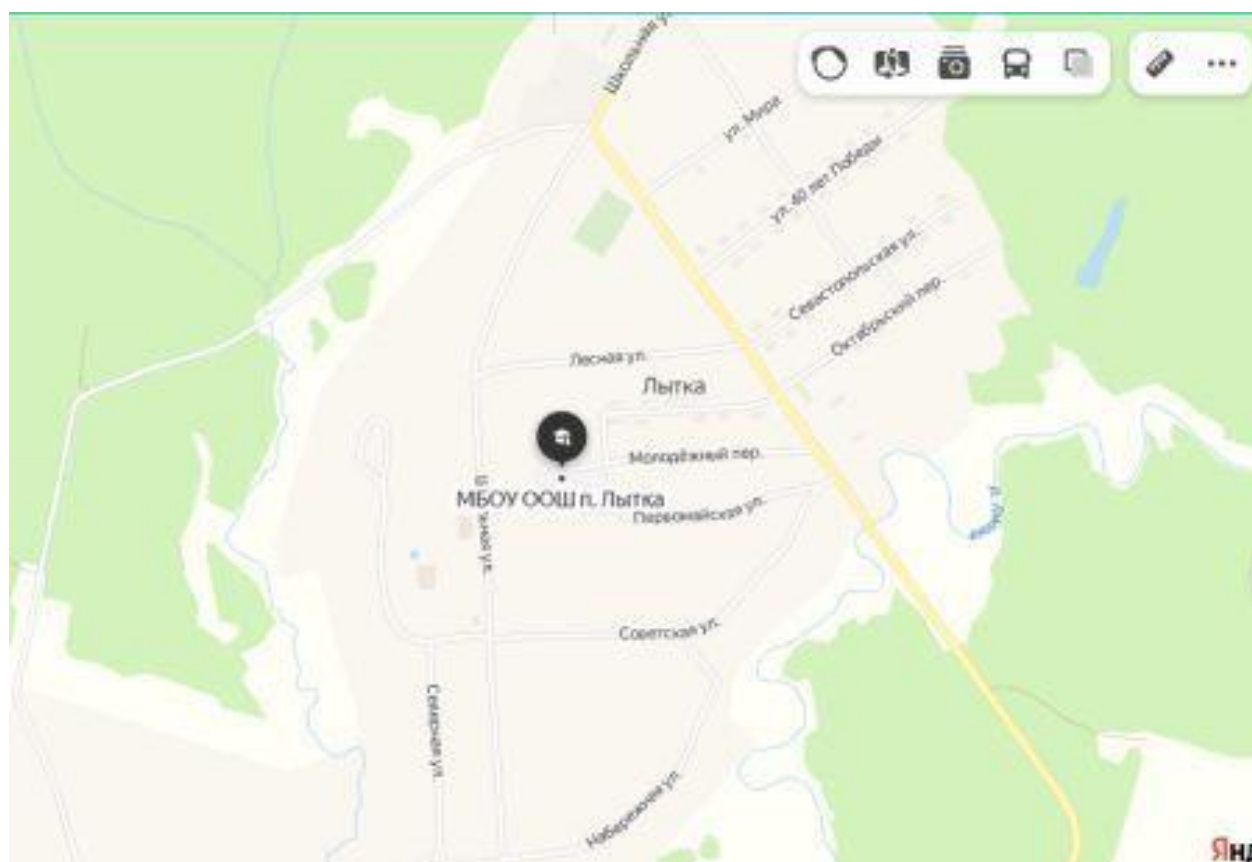 Школьная ул.
ул. Мира
ул. 40 лет Победы
Севастопольская ул.
Октябрьский пер.
Лесная ул.
Лытка
Молодёжный пер.
МБОУ ООШ п. Лытка
Первомайская ул.
Советская ул.
Набережная ул.
Янд